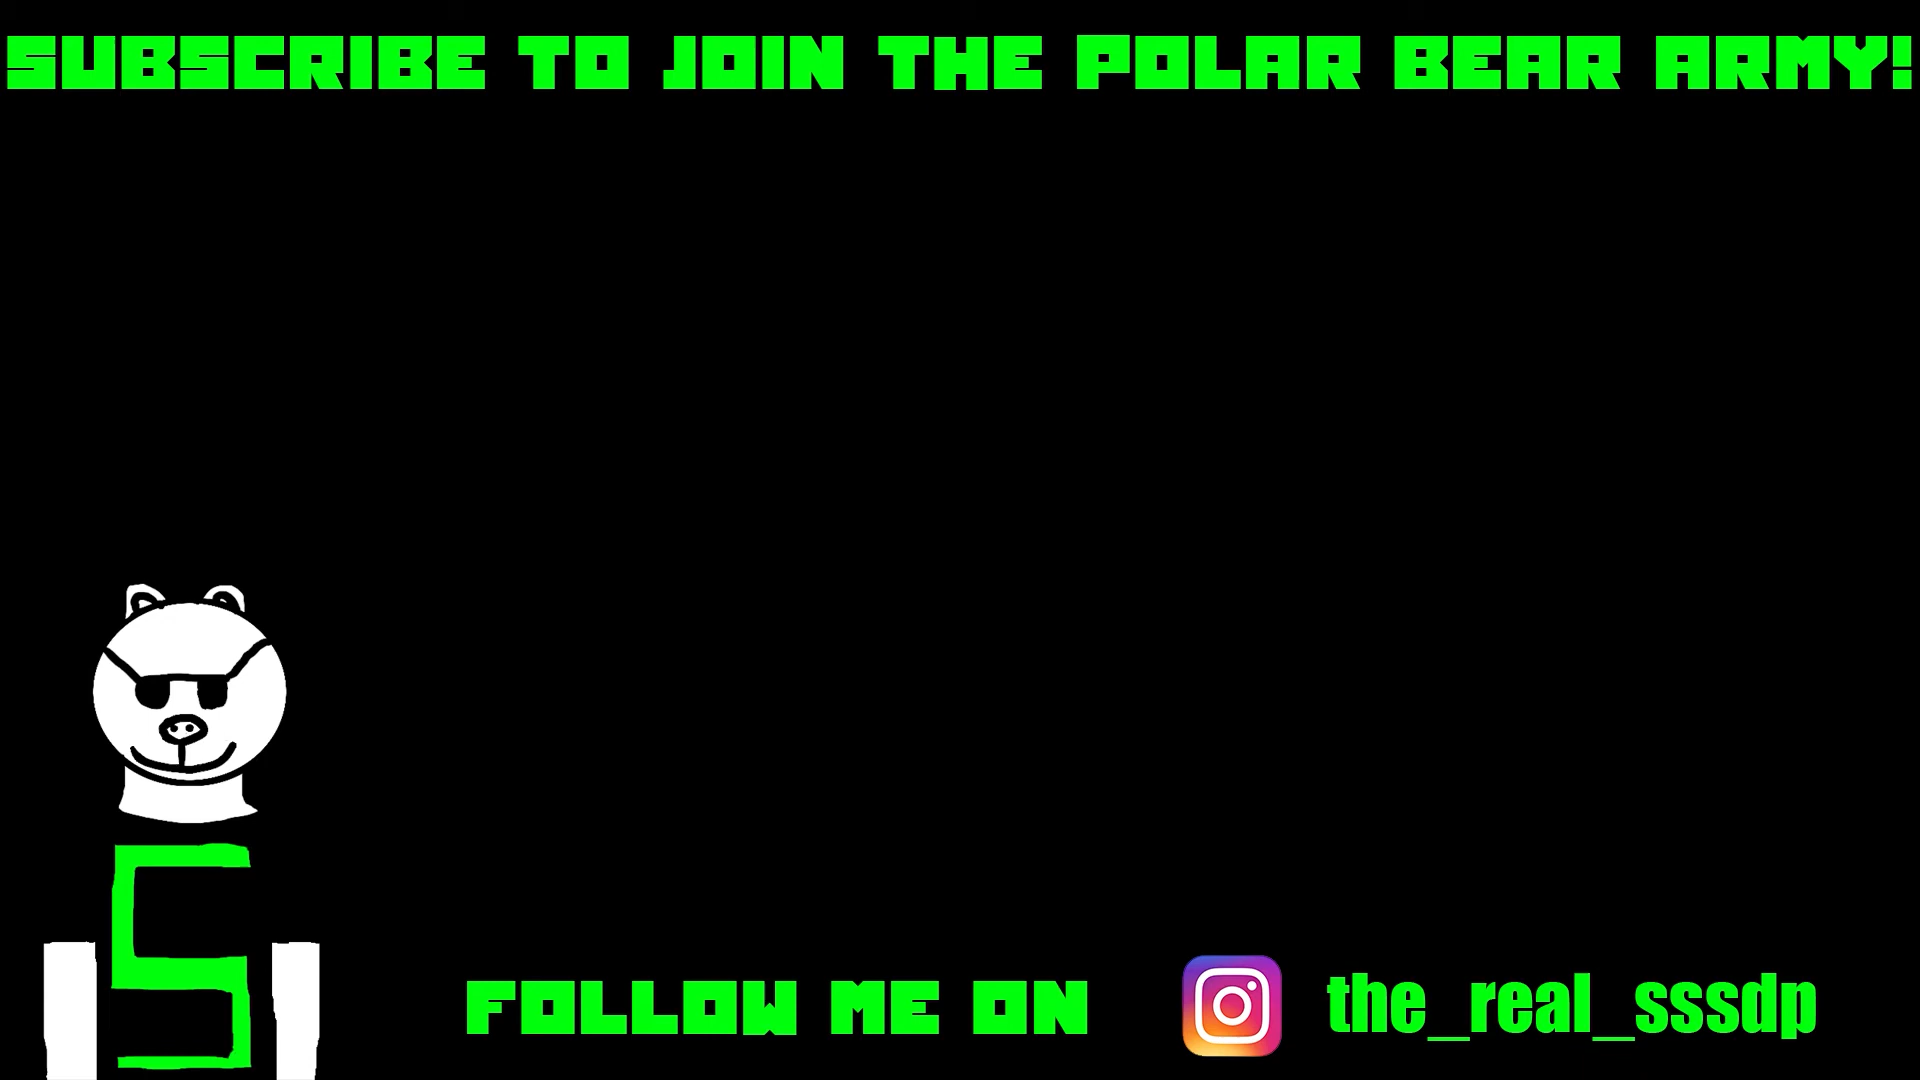 SUBSCRIBE TO JOIN THE POLAR BEAR ARMY!
S
FOLLOW ME ON the_real_sssdp